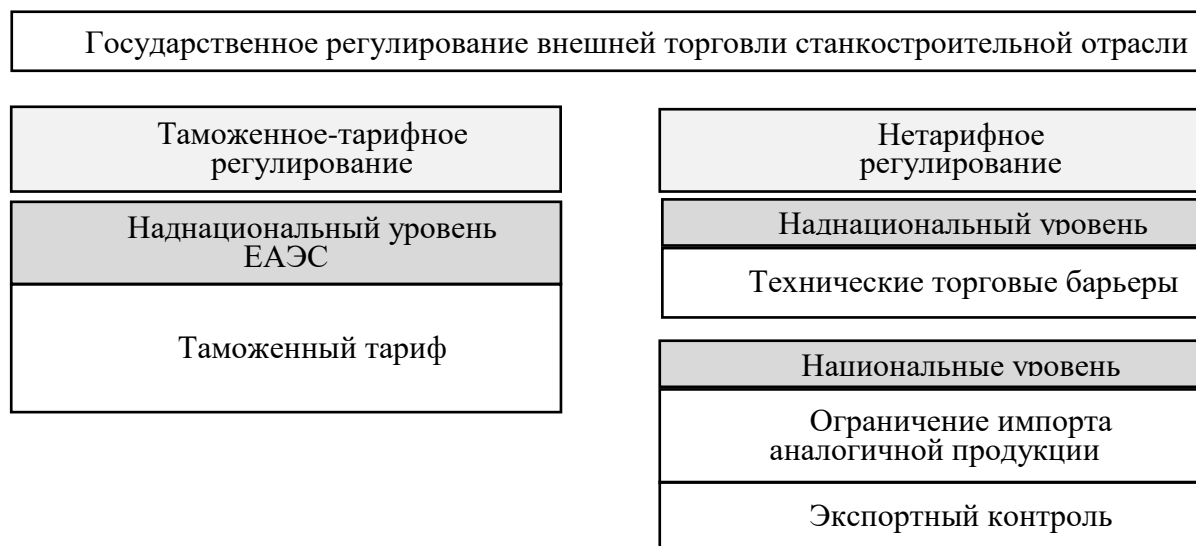 Государственное регулирование внешней торговли станкостроительной отрасли
Таможенное-тарифное
регулирование
Наднациональный уровень
ЕАЭС
Таможенный тариф
Нетарифное
регулирование
Наднациональный уровень
Технические торговые барьеры
Национальные уровень
Ограничение импорта
аналогичной продукции
Экспортный контроль